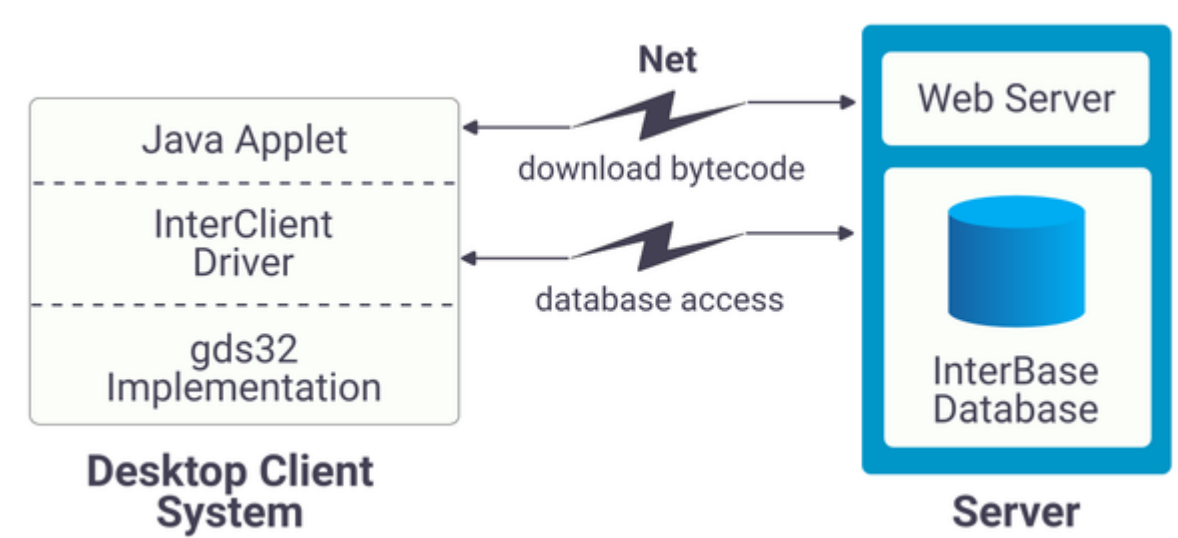 Net
Java Applet
InterClient
Driver
gds32
Implementation
Desktop Client
System
download bytecode
database access
Web Server
InterBase
Database
Server